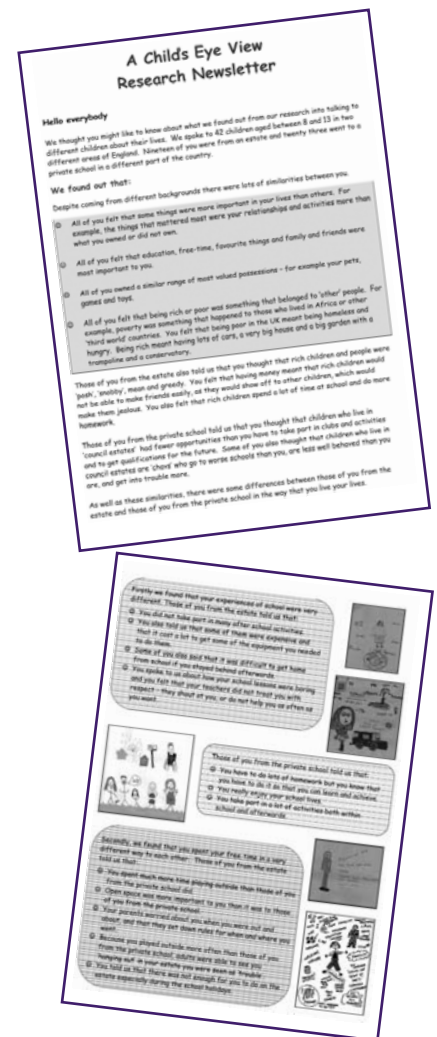 A Child's Eye View
Research Newsletter
Hello everybody
We thought you might like to know about what we found out from our research into talking to
different children about their lives. We spoke to 42 children aged between 8 and 13 in two
different areas of England. Nineteen of you were from an estate and twenty three went to a
private school in a different part of the country.
We found out that:
Despite coming from different backgrounds there were lots of similarities between you.
All of you felt that some things were more important in your lives than others. For
example, the things that mattered most were your relationships and activities more than
what you owned or did not own.
All of you felt that education, free-time, favourite things and family and friends were
most important to you.
All of you owned a similar range of most valued possessions – for example your pets,
games and toys.
All of you felt that being rich or poor was something that belonged to 'other' people. For
example, poverty was something that happened to those who lived in Africa or other
'third world' countries. You felt that being poor in the UK meant being homeless and
hungry. Being rich meant having lots of cars, a very big house and a big garden with a
trampoline and a conservatory.
Those of you from the estate also told us that you thought that rich children and people were
'posh', 'snobby', mean and greedy. You felt that having money meant that rich children would
not be able to make friends easily, as they would show off to other children, which would
make them jealous. You also felt that rich children spend a lot of time at school and do more
homework.
Those of you from the private school told us that you thought that children who live in
'council estates' had fewer opportunities than you have to take part in clubs and activities
and to get qualifications for the future. Some of you also thought that children who live in
council estates are 'chavs' who go to worse schools than you, are less well behaved than you
are, and get into trouble more.
As well as these similarities, there were some differences between those of you from the
estate and those of you from the private school in the way that you live your lives.
Firstly we found that your experiences of school were very
different. Those of you from the estate told us that:
You did not take part in many after school activities.
You also told us that some of them were expensive and
that it cost a lot to get some of the equipment you needed
to do them.
Some of you also said that it was difficult to get home
from school if you stayed behind afterwards.
You spoke to us about how your school lessons were boring
and you felt that your teachers did not treat you with
respect – they shout at you, or do not help you as often as
you want.
Those of you from the private school told us that:
You have to do lots of homework but you know that
you have to do it so that you can learn and achieve.
You really enjoy your school lives.
You take part in a lot of activities both within
school and afterwards.
Secondly, we found that you spent your free time in a very
different way to each other. Those of you from the estate
told us that:
You spent much more time playing outside than those of you
from the private school did.
Open space was more important to you than it was to those
of you from the private school.
Your parents worried about you when you were out and
about, and that they set down rules for when and where you
went.
Because you played outside more often than those of you
from the private school, adults were able to see you
'hanging out' in your estate you were seen as 'trouble'.
You told us that there was not enough for you to do on the
estate especially during the school holidays.